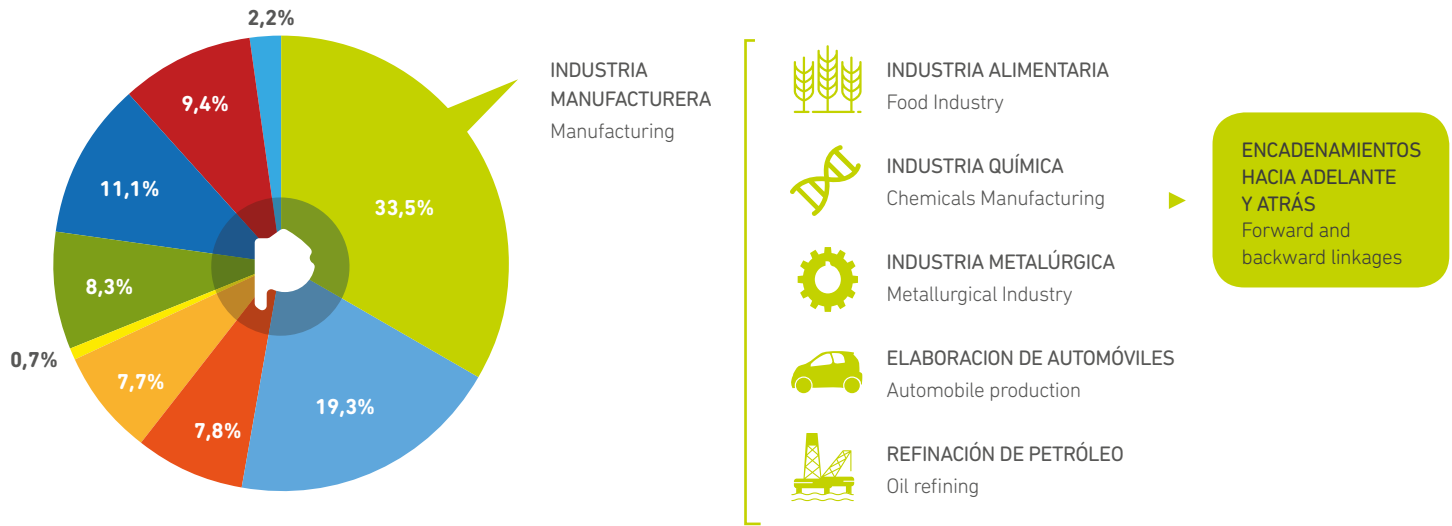 2,2%
9,4%
11,1%
8,3%
0,7%
7,7%
7,8%
19,3%
33,5%
INDUSTRIA
MANUFACTURERA
Manufacturing
INDUSTRIA ALIMENTARIA
Food Industry
INDUSTRIA QUÍMICA
Chemicals Manufacturing
INDUSTRIA METALÚRGICA
Metallurgical Industry
ELABORACION DE AUTOMÓVILES
Automobile production
REFINACIÓN DE PETRÓLEO
Oil refining
ENCADENAMIENTOS
HACIA ADELANTE
Y ATRÁS
Forward and
backward linkages